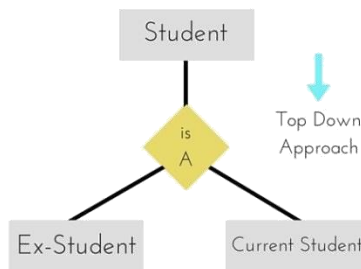 Student
is
A
Top Down
Approach
Ex-Student
Current Student